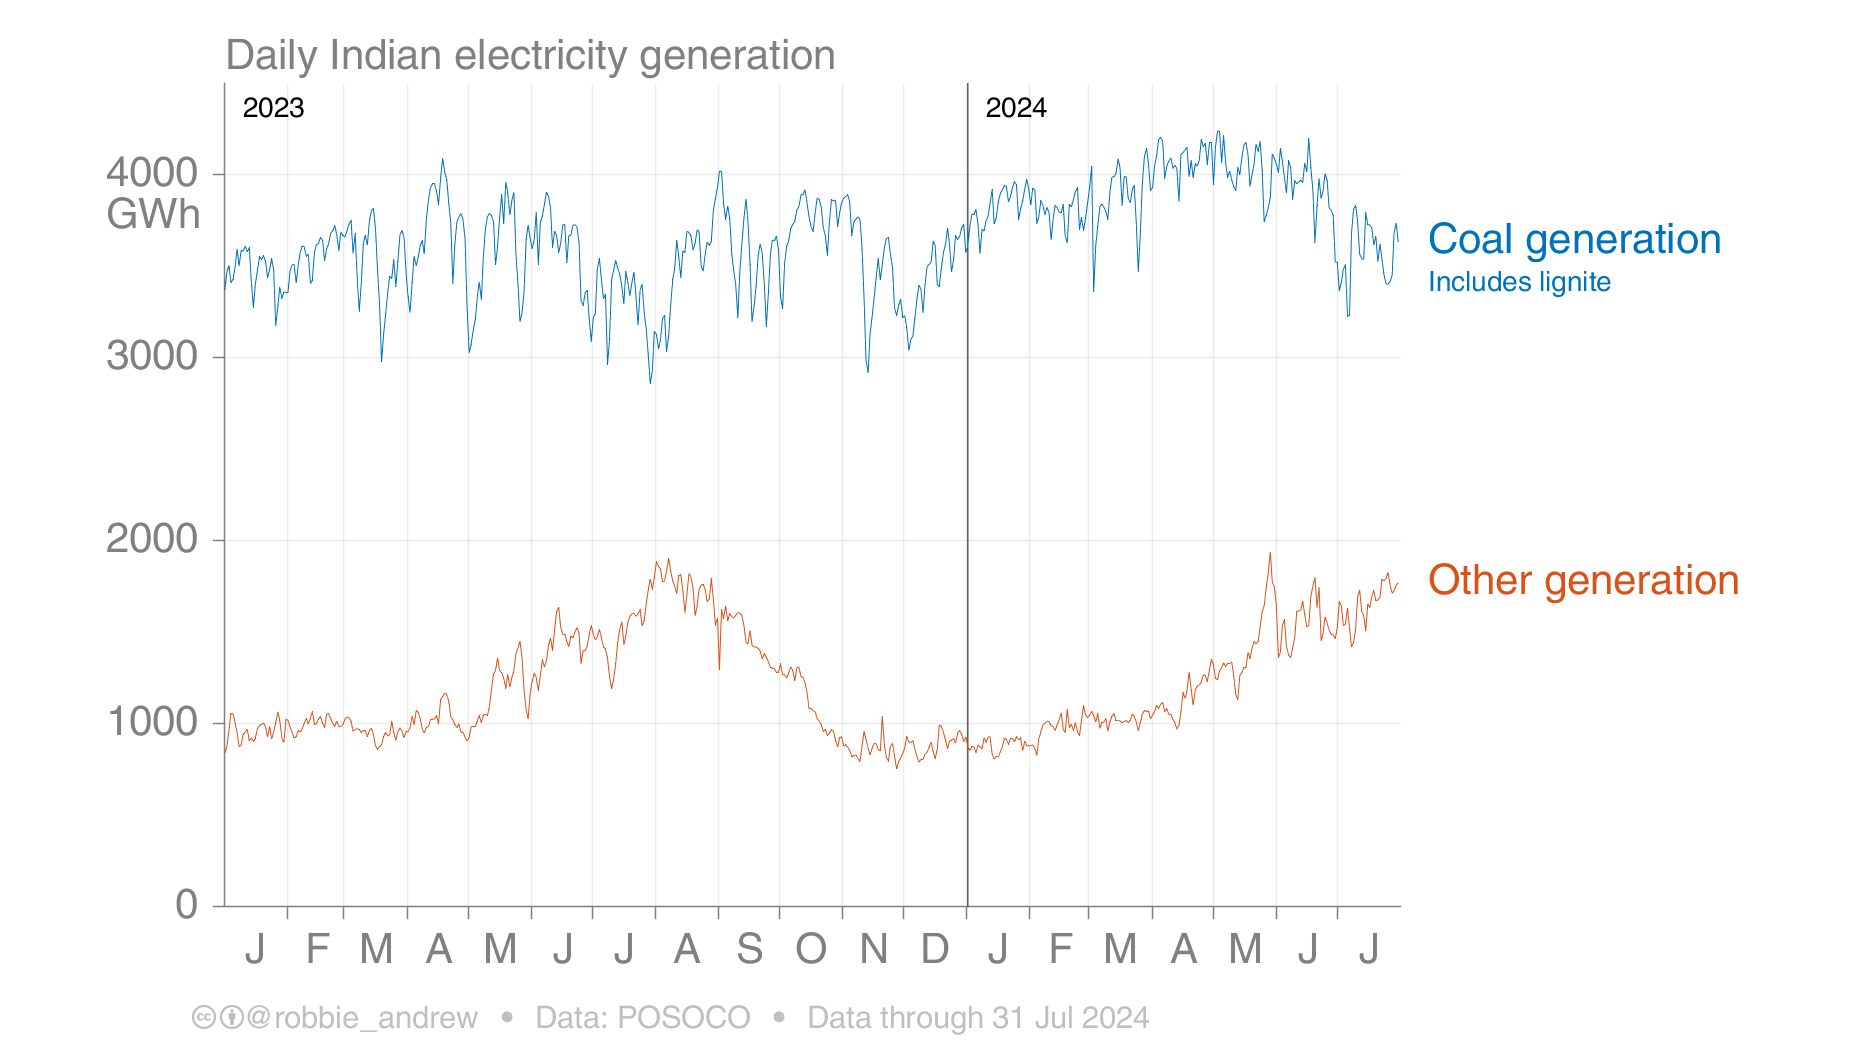 Daily Indian electricity generation
2023
2024
4000
GWh
3000
2000
1000
0
Coal generation
Includes lignite
Other generation
J F M A M J J A S O N D J F M A M J J
@robbie_andrew • Data: POSOCO • Data through 31 Jul 2024